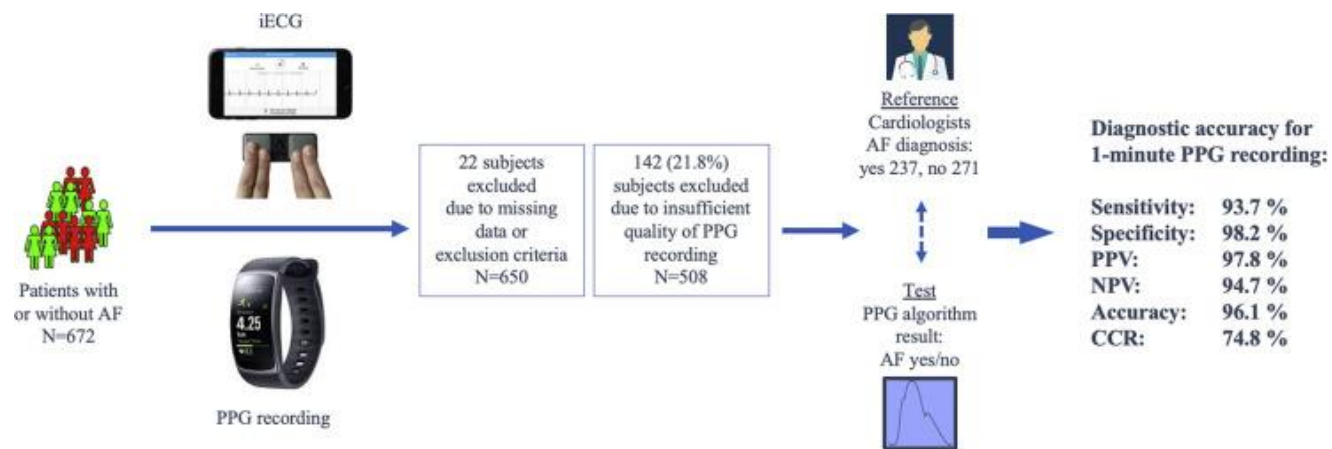 iECG
Patients with
or without AF
N=672
4.25
PPG recording
22 subjects
excluded
due to missing
data or
exclusion criteria
N=650
142 (21.8%)
subjects excluded
due to insufficient
quality of PPG
recording
N=508
Reference
Cardiologists
AF diagnosis:
yes 237, no 271
Test
PPG algorithm
result:
AF yes/no
Diagnostic accuracy for
1-minute PPG recording:
Sensitivity: 93.7 %
Specificity: 98.2 %
PPV: 97.8 %
NPV: 94.7 %
Accuracy: 96.1 %
CCR: 74.8 %